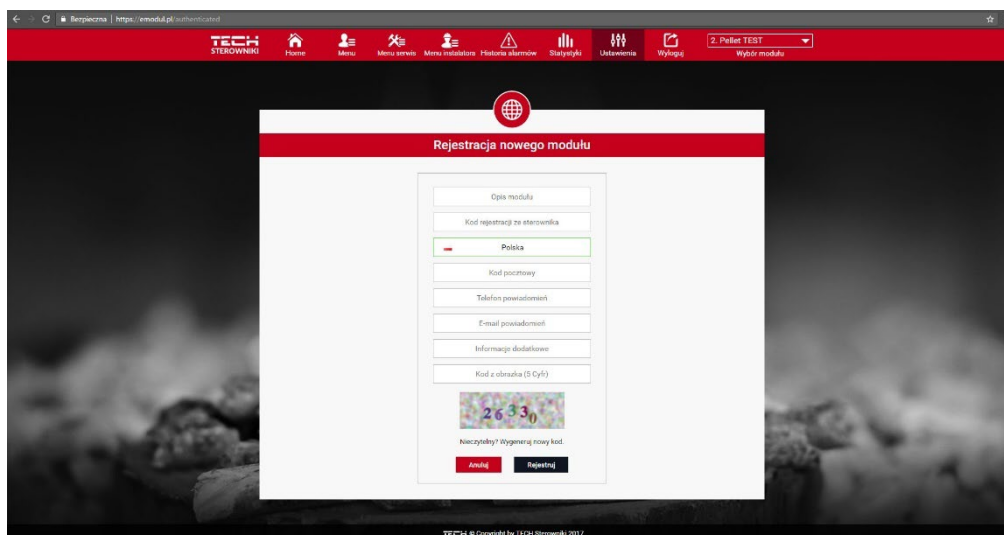 Bezpieczna | https://emodul.pl/authenticated
TECH
STEROWNIKI
Home
Menu
Menu serwis
Menu instalatora
Historia alarmów
Statystyki
Ustawienia
Wyloguj
2. Pellet TEST
Wybór modułu
Rejestracja nowego modułu
Opis modułu
Kod rejestracji ze sterownika
Polska
Kod pocztowy
Telefon powiadomień
E-mail powiadomień
Informacje dodatkowe
Kod z obrazka (5 Cyfr)
26330
Nieczytelny? Wygeneruj nowy kod.
Anuluj
Rejestruj
TECH © Copyright by TECH Sterowniki 2017